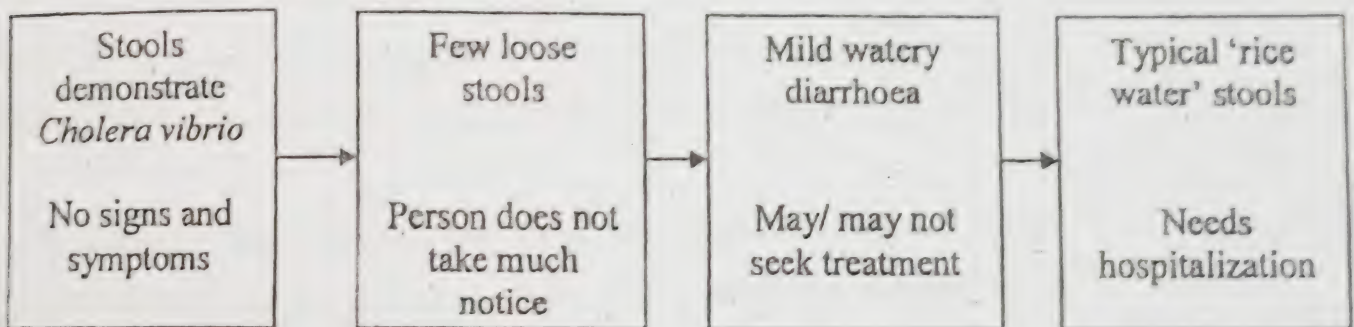 Stools
demonstrate
Cholera vibrio
No signs and
symptoms
Few loose
stools
Person does not
take much
notice
Mild watery
diarrhoea
May/ may not
seek treatment
Typical ‘rice
water’ stools
Needs
hospitalization